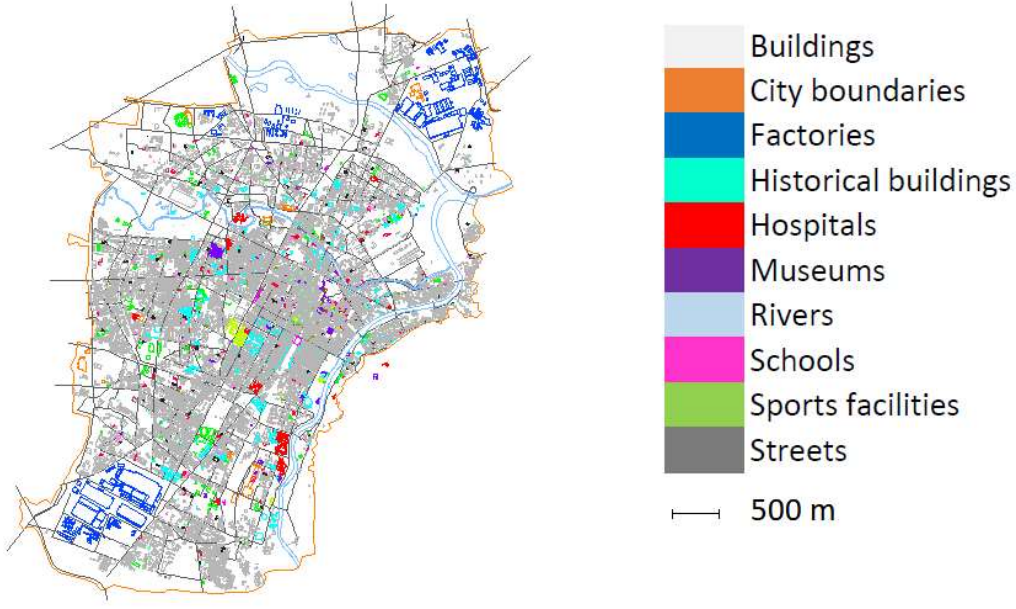 Buildings
City boundaries
Factories
Historical buildings
Hospitals
Museums
Rivers
Schools
Sports facilities
Streets
500 m